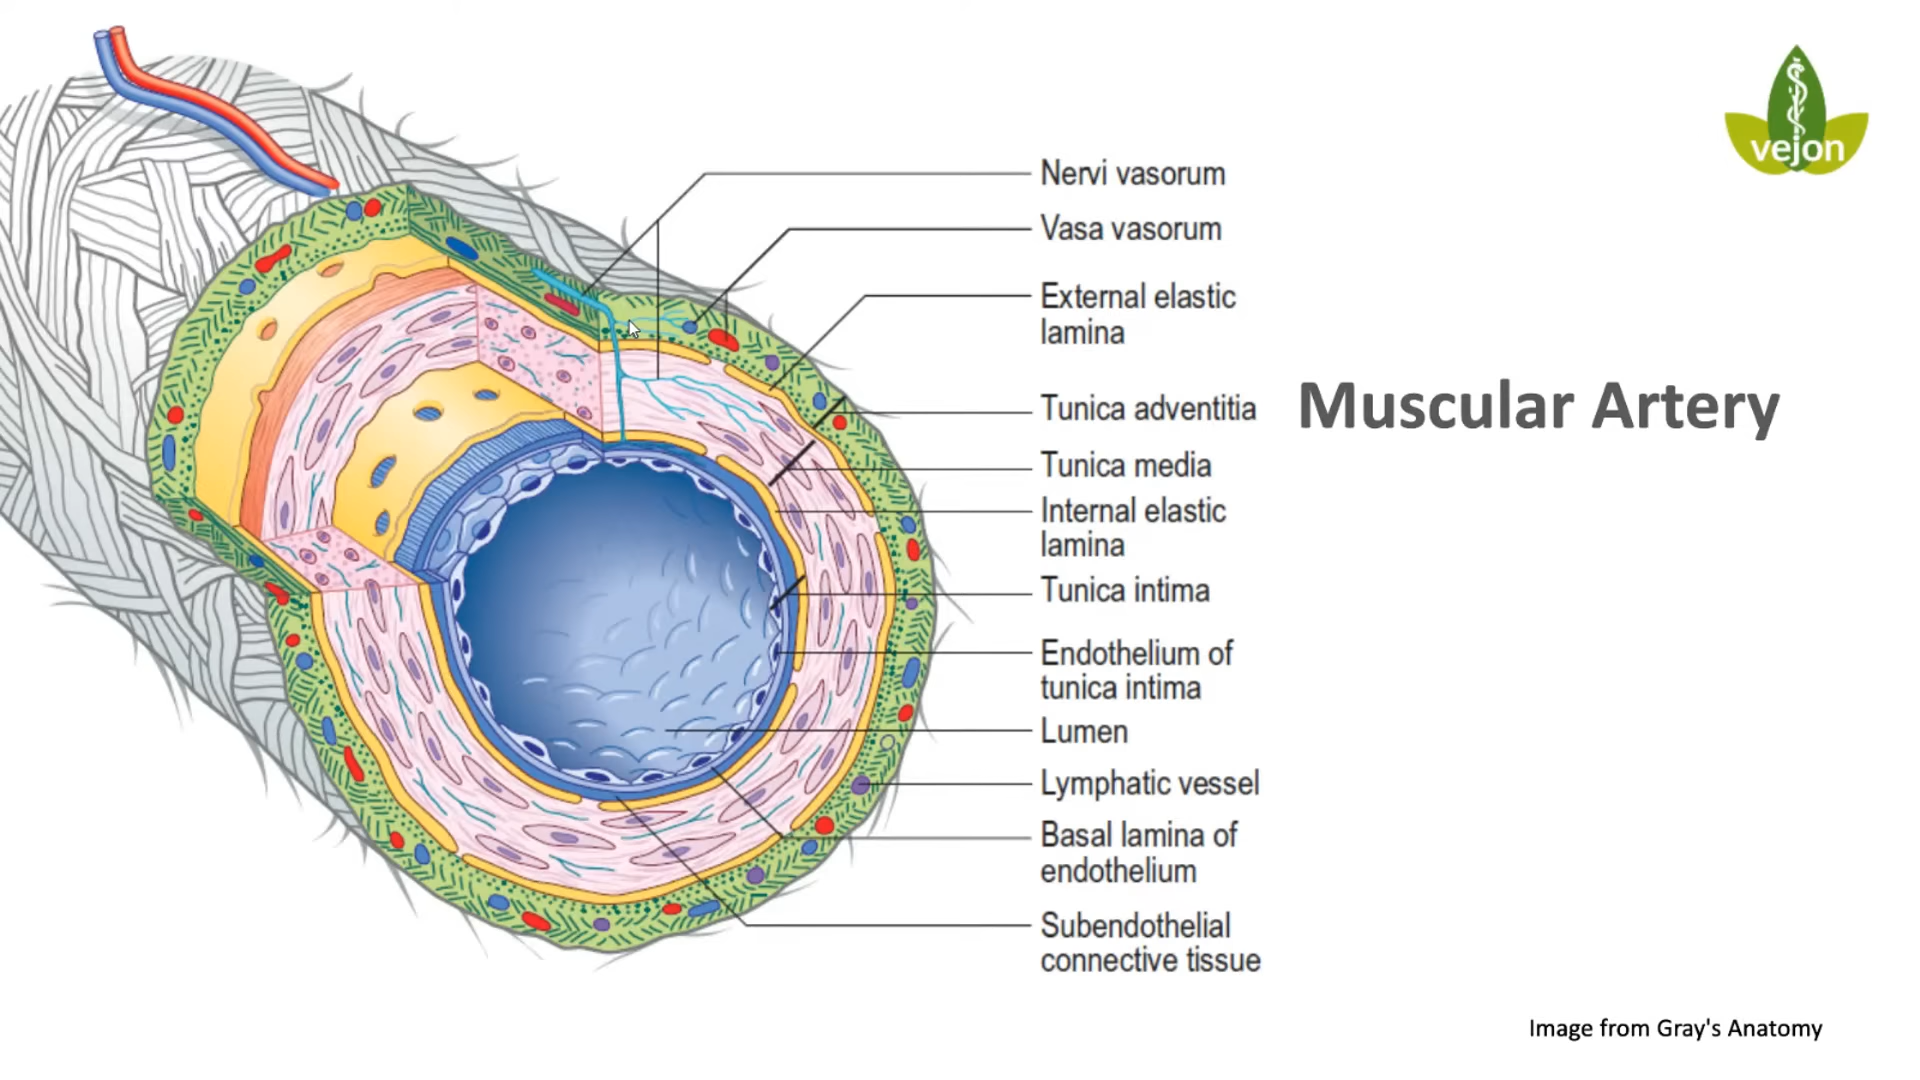 vejon
Nervi vasorum
Vasa vasorum
External elastic
lamina
Tunica adventitia
Muscular Artery
Tunica media
Internal elastic
lamina
Tunica intima
Endothelium of
tunica intima
Lumen
Lymphatic vessel
Basal lamina of
endothelium
Subendothelial
connective tissue
Image from Gray's Anatomy